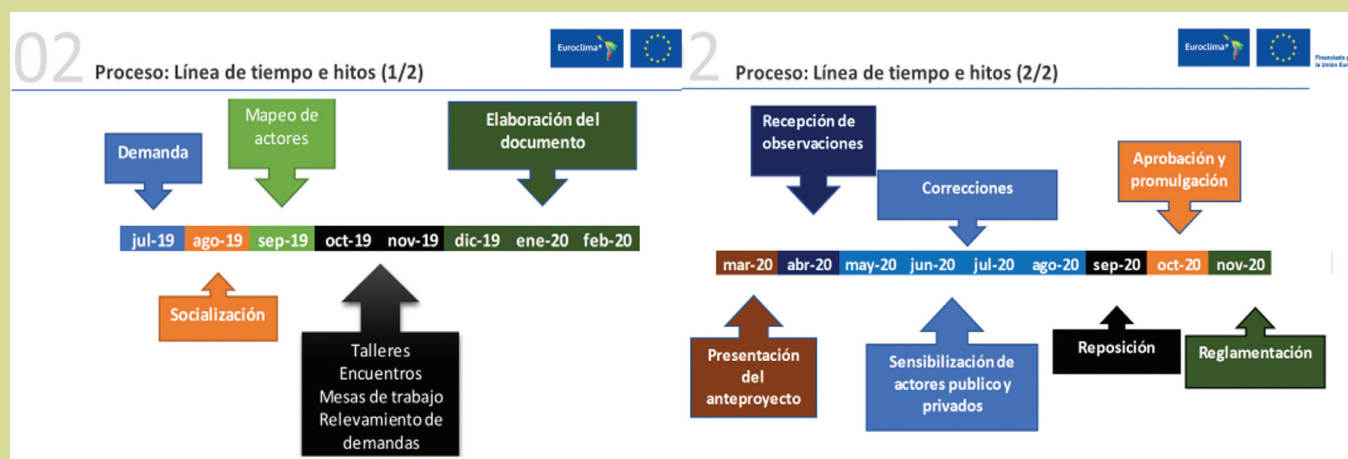 02 Proceso: Línea de tiempo e hitos (1/2)
Euroclima+
Mapeo de
actores
Elaboración del
documento
Demanda
jul-19 ago-19 sep-19 oct-19 nov-19 dic-19 ene-20 feb-20
Socialización
Talleres
Encuentros
Mesas de trabajo
Relevamiento de
demandas
2 Proceso: Línea de tiempo e hitos (2/2)
Euroclima+
Financiado p
la Unión Eur
Recepción de
observaciones
Correcciones
Aprobación y
promulgación
mar-20 abr-20 may-20 jun-20 jul-20 ago-20 sep-20 oct-20 nov-20
Presentación
del
anteproyecto
Sensibilización de
actores publico y
privados
Reposición
Reglamentación